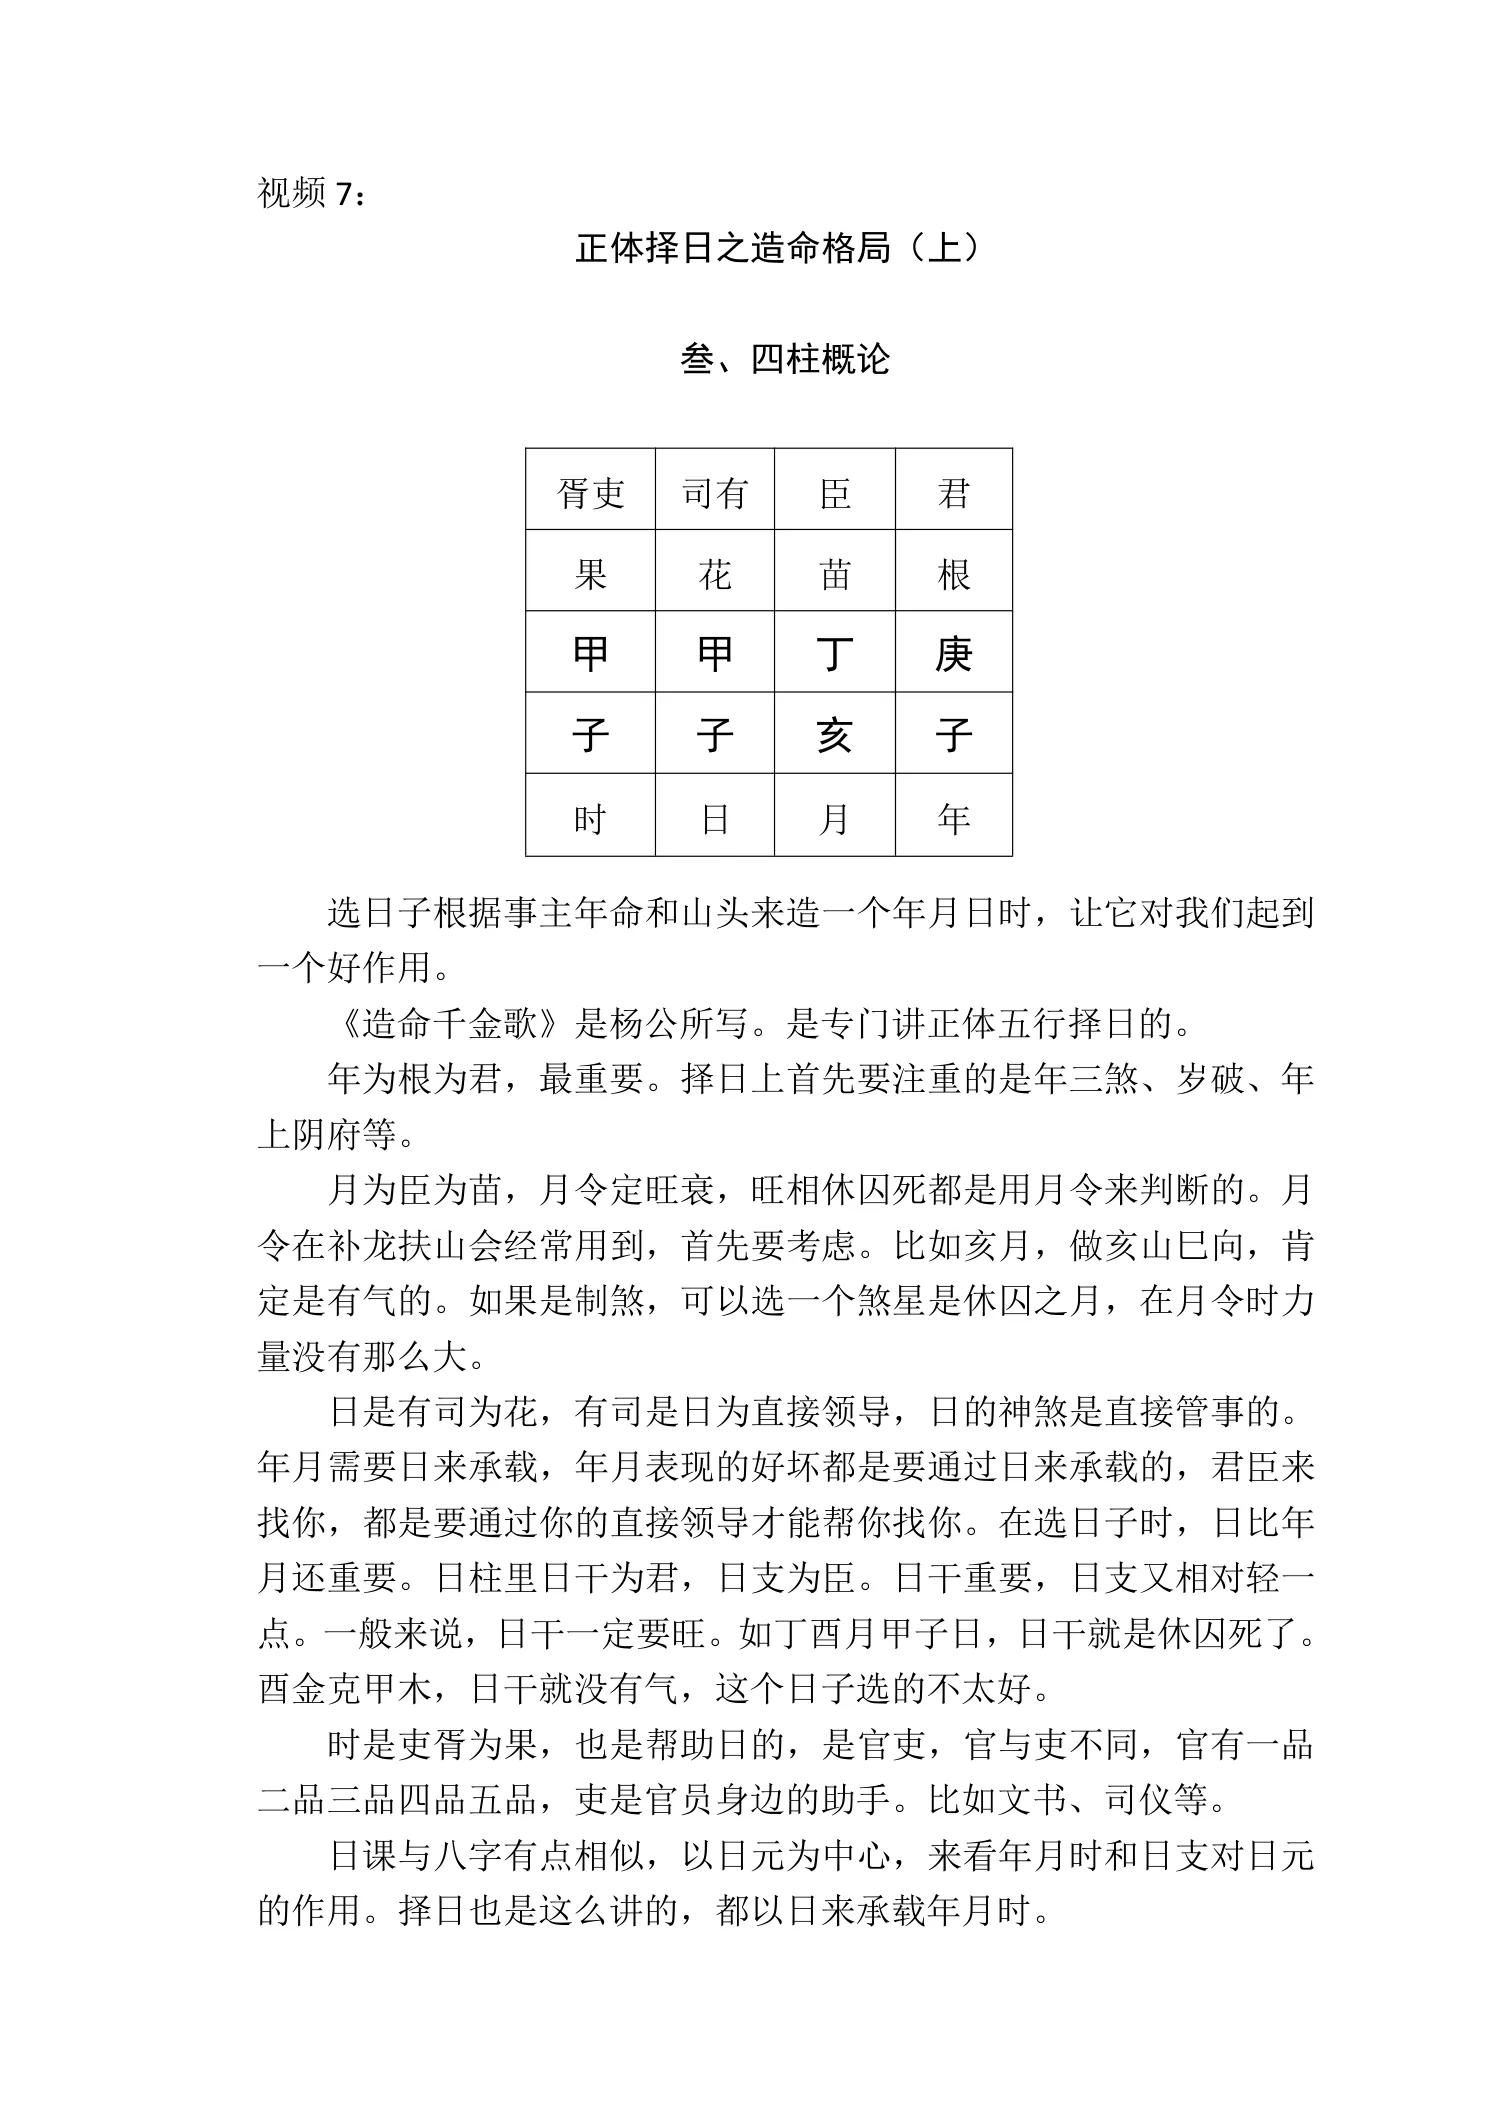 视频 7：
正体择日之造命格局（上）
叁、四柱概论
胥吏 司有 臣 君
果 花 苗 根
甲 甲 丁 庚
子 子 亥 子
时 日 月 年
选日子根据事主年命和山头来造一个年月日时，让它对我们起到
一个好作用。
《造命千金歌》是杨公所写。是专门讲正体五行择日的。
年为根为君，最重要。择日上首先要注重的是年三煞、岁破、年
上阴府等。
月为臣为苗，月令定旺衰，旺相休囚死都是用月令来判断的。月
令在补龙扶山会经常用到，首先要考虑。比如亥月，做亥山巳向，肯
定是有气的。如果是制煞，可以选一个煞星是休囚之月，在月令时力
量没有那么大。
日是有司为花，有司是日为直接领导，日的神煞是直接管事的。
年月需要日来承载，年月表现的好坏都是要通过日来承载的，君臣来
找你，都是要通过你的直接领导才能帮你找你。在选日子时，日比年
月还重要。日柱里日干为君，日支为臣。日干重要，日支又相对轻一
点。一般来说，日干一定要旺。如丁酉月甲子日，日干就是休囚死了。
酉金克甲木，日干就没有气，这个日子选的不太好。
时是吏胥为果，也是帮助日的，是官吏，官与吏不同，官有一品
二品三品四品五品，吏是官员身边的助手。比如文书、司仪等。
日课与八字有点相似，以日元为中心，来看年月时和日支对日元
的作用。择日也是这么讲的，都以日来承载年月时。